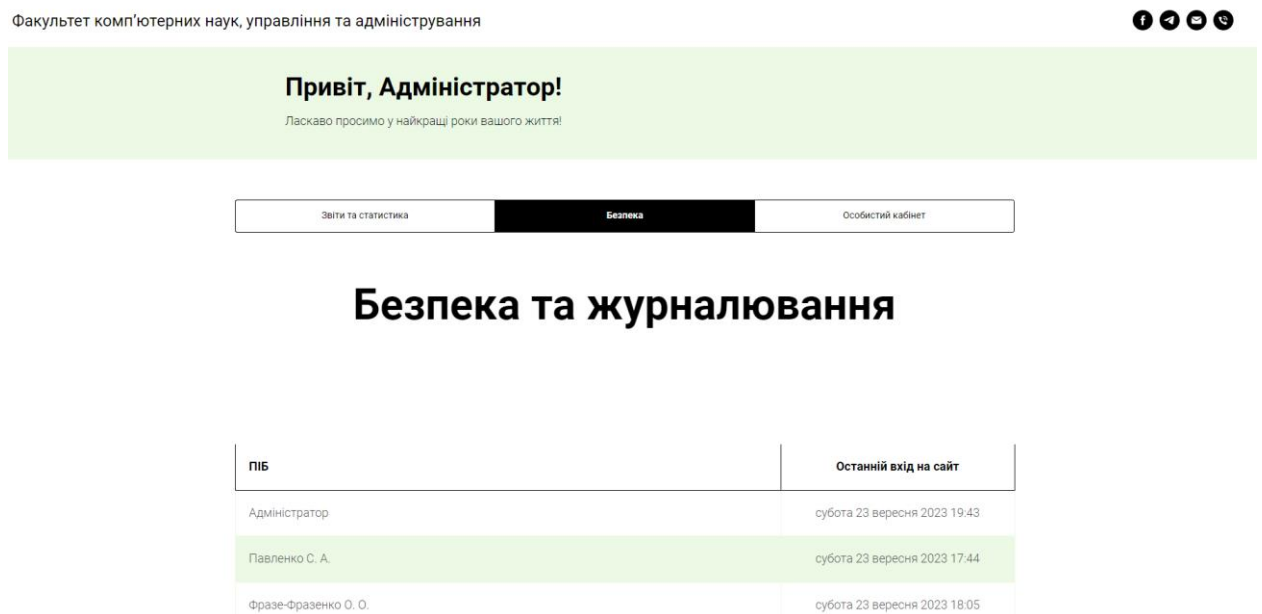 Факультет комп’ютерних наук, управління та адміністрування
Привіт, Адміністратор!
Ласкаво просимо у найкращі роки вашого життя!
Звіти та статистика Безпека Особистий кабінет
Безпека та журналювання
ПІБ Останній вхід на сайт
Адміністратор субота 23 вересня 2023 19:43
Павленко С. А. субота 23 вересня 2023 17:44
Фразе-Фразенко О. О. субота 23 вересня 2023 18:05